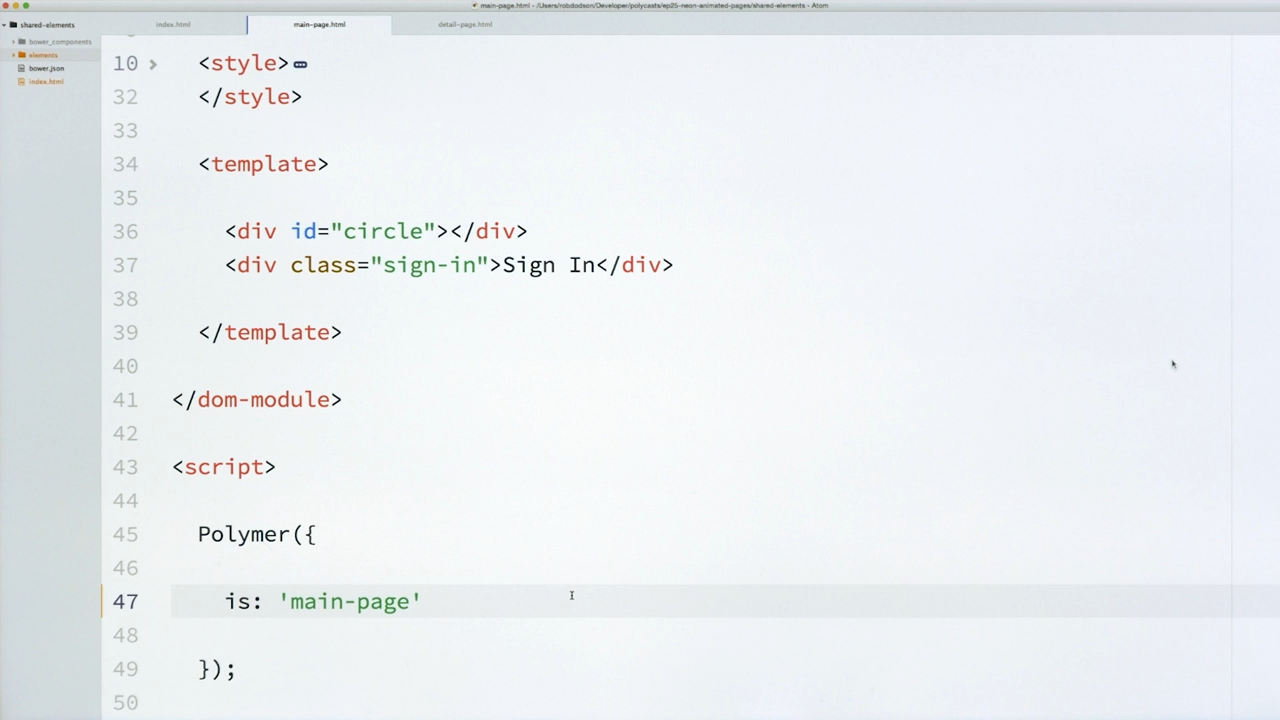 main-page.html - /Users/robdodson/Developer/polycasts/ep25-neon-animated-pages/shared-elements - Atom
shared-elements
bower_components
elements
bower.json
index.html
index.html
main-page.html
detail-page.html
10 <style>
32 </style>
33
34 <template>
35
36 <div id="circle"></div>
37 <div class="sign-in">Sign In</div>
38
39 </template>
40
41 </dom-module>
42
43 <script>
44
45 Polymer({
46
47 is: 'main-page'
48
49 });
50